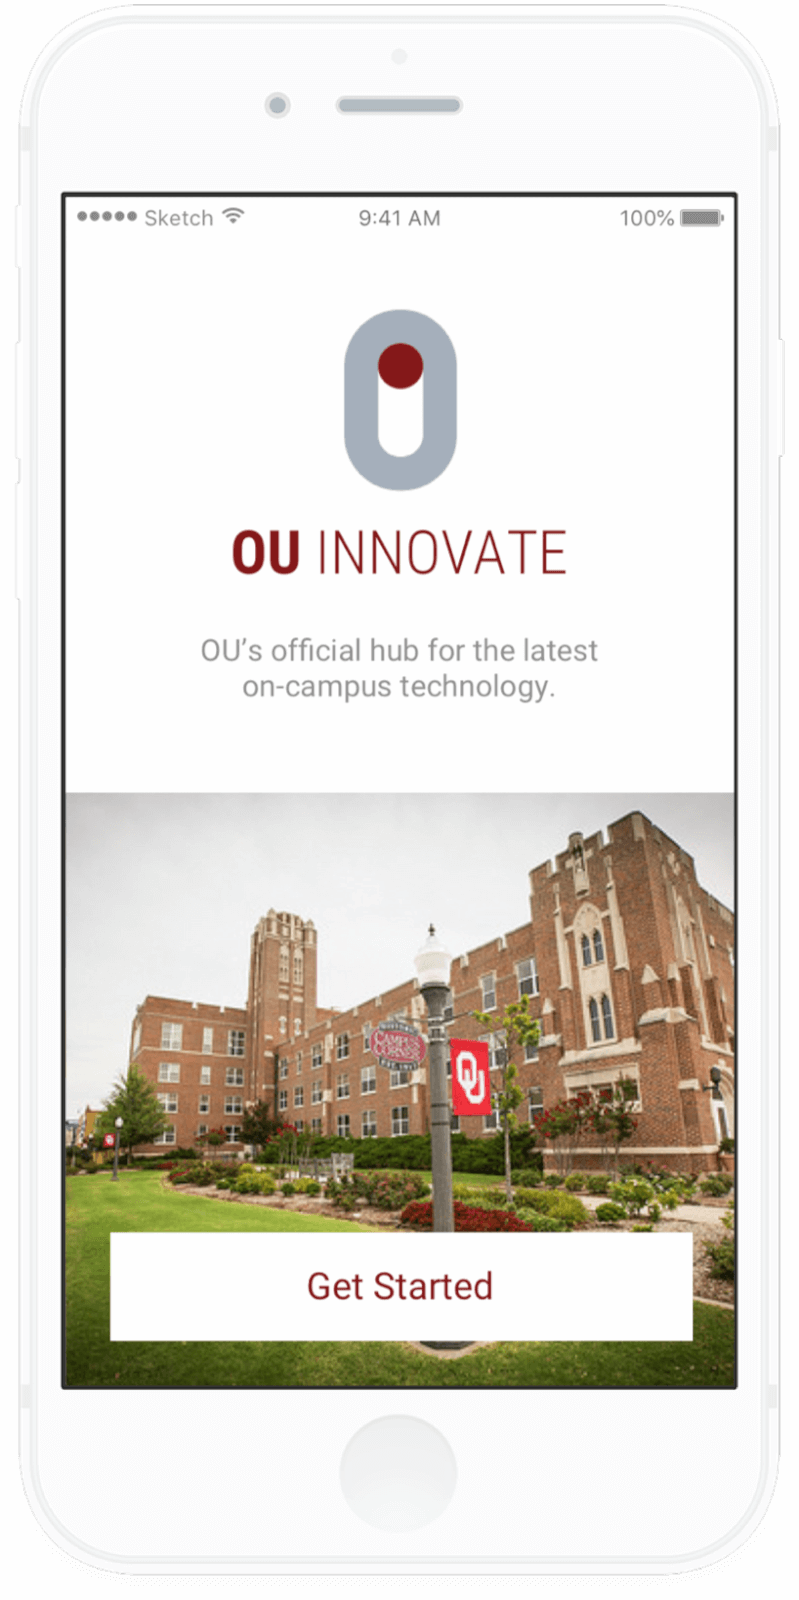 Sketch 9:41 AM 100%
OU INNOVATE
OU’s official hub for the latest
on-campus technology.
CAMPUS
CORNER
OU
Get Started